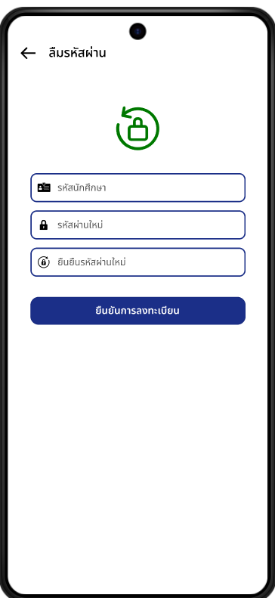 ลืมรหัสผ่าน
รหัสนักศึกษา
รหัสผ่านใหม่
ยืนยันรหัสผ่านใหม่
ยืนยันการลงทะเบียน